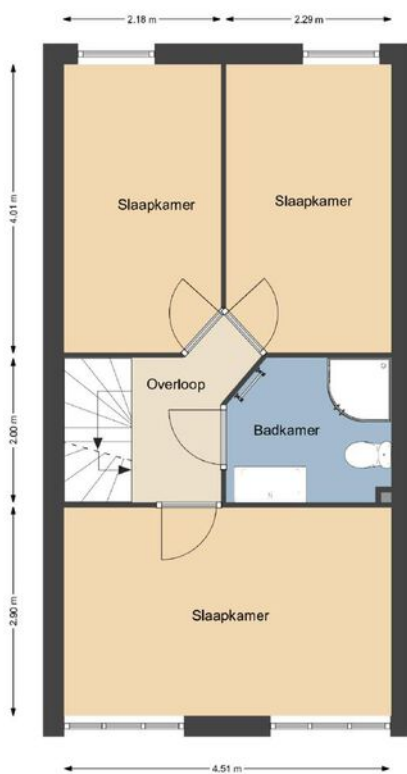 2.18 m
2.29 m
4.01 m
Slaapkamer
Slaapkamer
Overloop
2.00 m
Badkamer
2.90 m
Slaapkamer
4.51 m